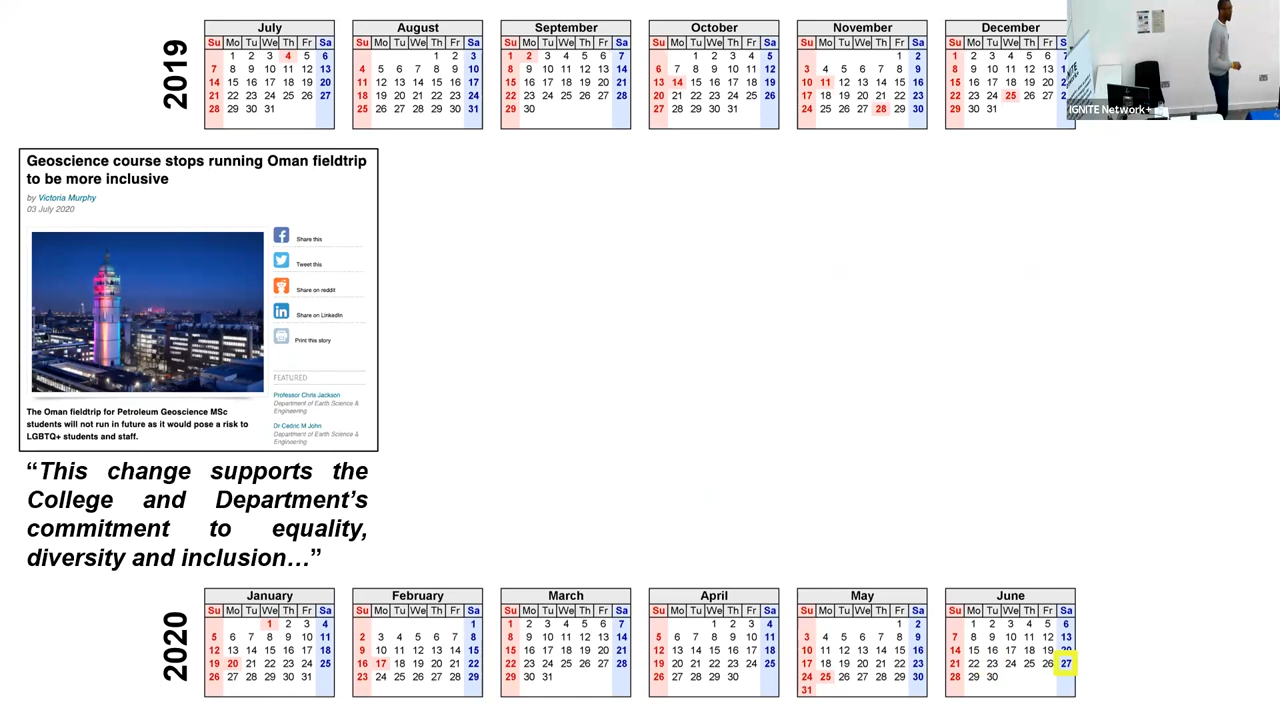 2019
July August September October November December
Su Mo Tu We Th Fr Sa Su Mo Tu We Th Fr Sa Su Mo Tu We Th Fr Sa Su Mo Tu We Th Fr Sa Su Mo Tu We Th Fr Sa Su Mo Tu We Th Fr Sa
1 2 3 4 5 6 1 2 3 1 2 3 4 5 6 7 1 2 3 4 5 1 2 1 2 3 4 5 6 7
7 8 9 10 11 12 13 4 5 6 7 8 9 10 8 9 10 11 12 13 14 6 7 8 9 10 11 12 3 4 5 6 7 8 9 8 9 10 11 12 13
14 15 16 17 18 19 20 11 12 13 14 15 16 17 15 16 17 18 19 20 21 13 14 15 16 17 18 19 10 11 12 13 14 15 16 15 16 17 18 19 20
21 22 23 24 25 26 27 18 19 20 21 22 23 24 22 23 24 25 26 27 28 20 21 22 23 24 25 26 17 18 19 20 21 22 23 22 23 24 25 26 27
28 29 30 31 25 26 27 28 29 30 31 29 30 27 28 29 30 31 24 25 26 27 28 29 30 29 30 31
IGNITE Network+
Geoscience course stops running Oman fieldtrip
to be more inclusive
by Victoria Murphy
03 July 2020
Share this
Tweet this
Share on reddit
Share on LinkedIn
Print this story
FEATURED
Professor Chris Jackson
Department of Earth Science &
Engineering
Dr Cedric M John
Department of Earth Science &
Engineering
The Oman fieldtrip for Petroleum Geoscience MSc
students will not run in future as it would pose a risk to
LGBTQ+ students and staff.
“This change supports the
College and Department’s
commitment to equality,
diversity and inclusion…”
2020
January February March April May June
Su Mo Tu We Th Fr Sa Su Mo Tu We Th Fr Sa Su Mo Tu We Th Fr Sa Su Mo Tu We Th Fr Sa Su Mo Tu We Th Fr Sa Su Mo Tu We Th Fr Sa
1 2 3 4 1 1 2 3 4 5 6 7 1 2 3 4 1 2 1 2 3 4 5 6
5 6 7 8 9 10 11 2 3 4 5 6 7 8 8 9 10 11 12 13 14 5 6 7 8 9 10 11 3 4 5 6 7 8 9 7 8 9 10 11 12 13
12 13 14 15 16 17 18 9 10 11 12 13 14 15 15 16 17 18 19 20 21 12 13 14 15 16 17 18 10 11 12 13 14 15 16 14 15 16 17 18 19 20
19 20 21 22 23 24 25 16 17 18 19 20 21 22 22 23 24 25 26 27 28 19 20 21 22 23 24 25 17 18 19 20 21 22 23 21 22 23 24 25 26 27
26 27 28 29 30 31 23 24 25 26 27 28 29 29 30 31 26 27 28 29 30 24 25 26 27 28 29 30 28 29 30
31